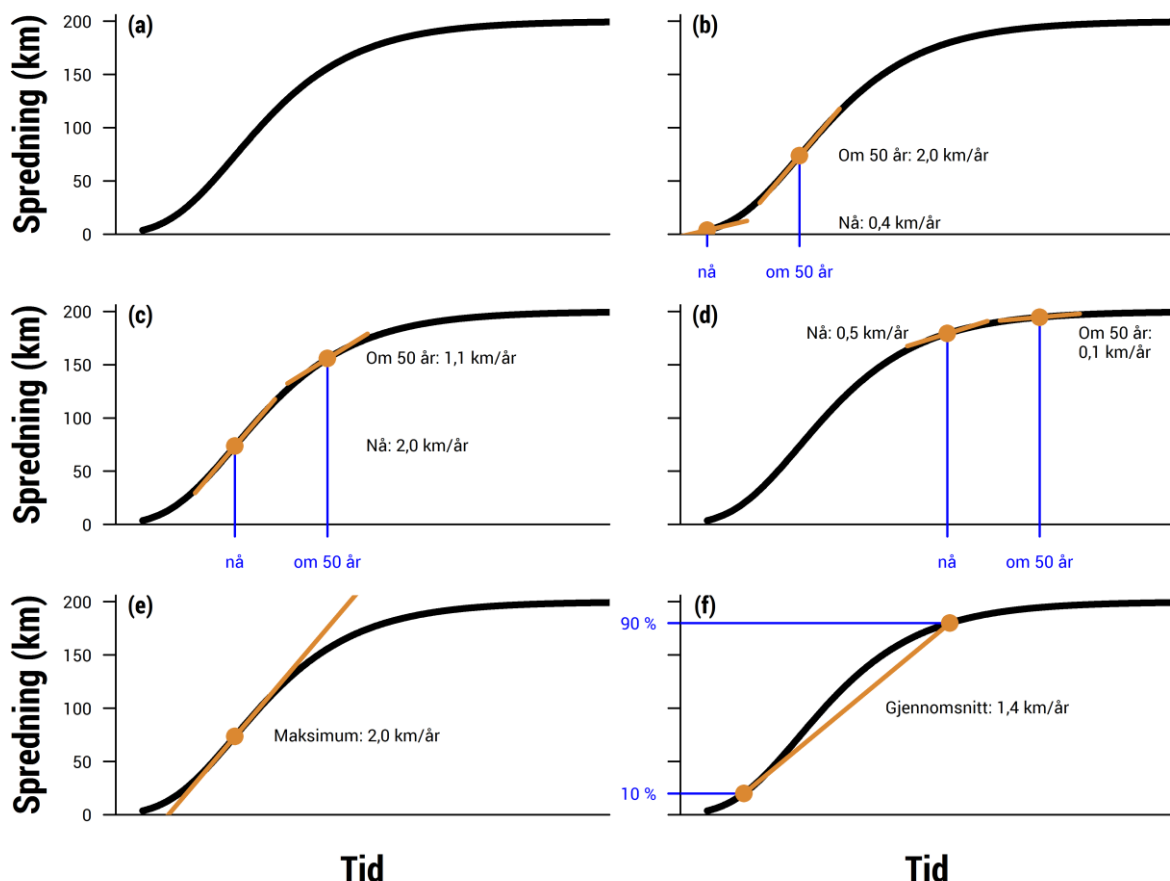 Spredning (km)
200
150
100
50
0
(a)
(b)
Om 50 år: 2,0 km/år
Nå: 0,4 km/år
nå
om 50 år
Spredning (km)
200
150
100
50
0
(c)
Om 50 år: 1,1 km/år
Nå: 2,0 km/år
nå
om 50 år
(d)
Nå: 0,5 km/år
Om 50 år:
0,1 km/år
nå
om 50 år
Spredning (km)
200
150
100
50
0
(e)
Maksimum: 2,0 km/år
Tid
(f)
90 %
Gjennomsnitt: 1,4 km/år
10 %
Tid